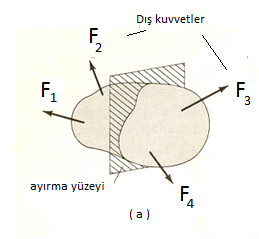 Dış kuvvetler
F2
F1
F3
ayırma yüzeyi
F4
( a )